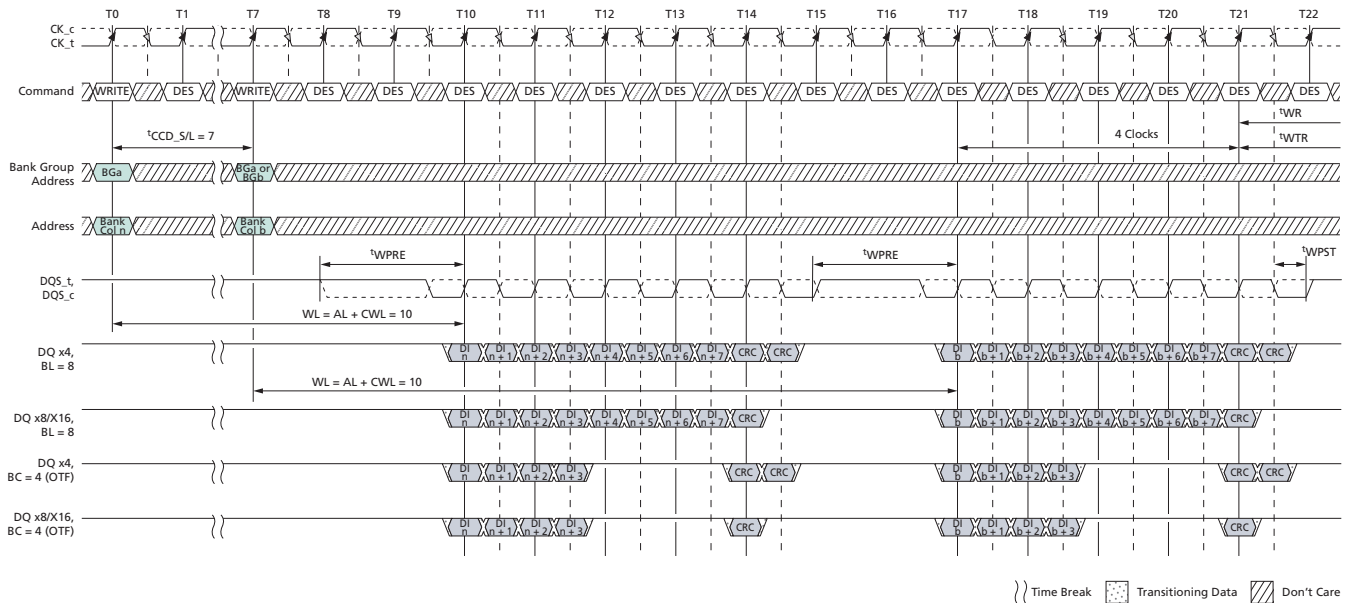 T0 T1 T7 T8 T9 T10 T11 T12 T13 T14 T15 T16 T17 T18 T19 T20 T21 T22
CK_c
CK_t
Command WRITE DES WRITE DES DES DES DES DES DES DES DES DES DES DES DES DES DES DES
tWR
tCCD_S/L = 7
4 Clocks
tWTR
Bank Group
Address
BGa
BGa or
BGb
Address
Bank
Col n
Bank
Col b
tWPRE tWPRE tWPST
DQS_t,
DQS_c
WL = AL + CWL = 10
DQ x4,
BL = 8
DI n DI n + 1 DI n + 2 DI n + 3 DI n + 4 DI n + 5 DI n + 6 DI n + 7 CRC CRC DI b DI b + 1 DI b + 2 DI b + 3 DI b + 4 DI b + 5 DI b + 6 DI b + 7 CRC CRC
WL = AL + CWL = 10
DQ x8/X16,
BL = 8
DI n DI n + 1 DI n + 2 DI n + 3 DI n + 4 DI n + 5 DI n + 6 DI n + 7 CRC DI b DI b + 1 DI b + 2 DI b + 3 DI b + 4 DI b + 5 DI b + 6 DI b + 7 CRC
DQ x4,
BC = 4 (OTF)
DI n DI n + 1 DI n + 2 DI n + 3 CRC CRC DI b DI b + 1 DI b + 2 DI b + 3 CRC CRC
DQ x8/X16,
BC = 4 (OTF)
DI n DI n + 1 DI n + 2 DI n + 3 CRC DI b DI b + 1 DI b + 2 DI b + 3 CRC
Time Break Transitioning Data Don't Care